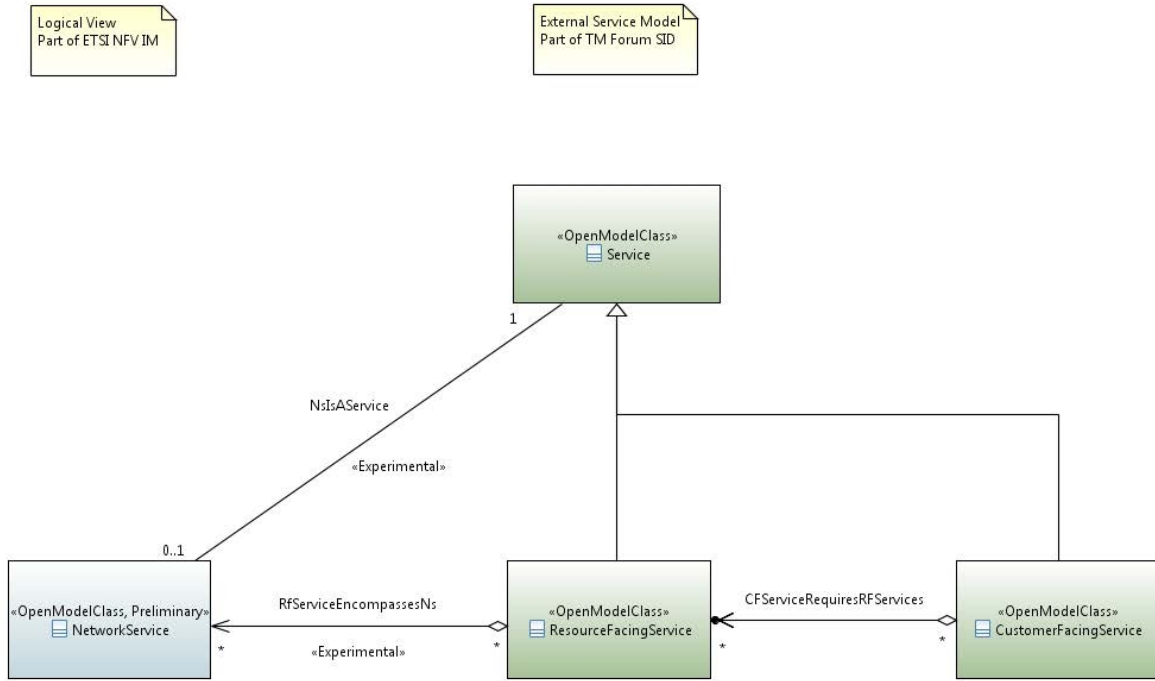 Logical View
Part of ETSI NFV IM
External Service Model
Part of TM Forum SID
«OpenModelClass»
Service
1
NsIsAService
«Experimental»
0..1
«OpenModelClass, Preliminary»
NetworkService
RfServiceEncompassesNs
«Experimental»
*
*
«OpenModelClass»
ResourceFacingService
CFServiceRequiresRFServices
*
*
«OpenModelClass»
CustomerFacingService